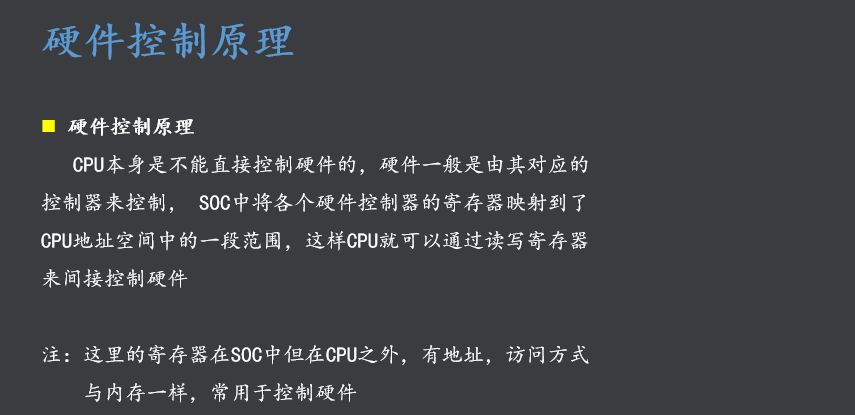 硬件控制原理
硬件控制原理
CPU本身是不能直接控制硬件的，硬件一般是由其对应的
控制器来控制， SOC中将各个硬件控制器的寄存器映射到了
CPU地址空间中的一段范围，这样CPU就可以通过读写寄存器
来间接控制硬件
注：这里的寄存器在SOC中但在CPU之外，有地址，访问方式
与内存一样，常用于控制硬件